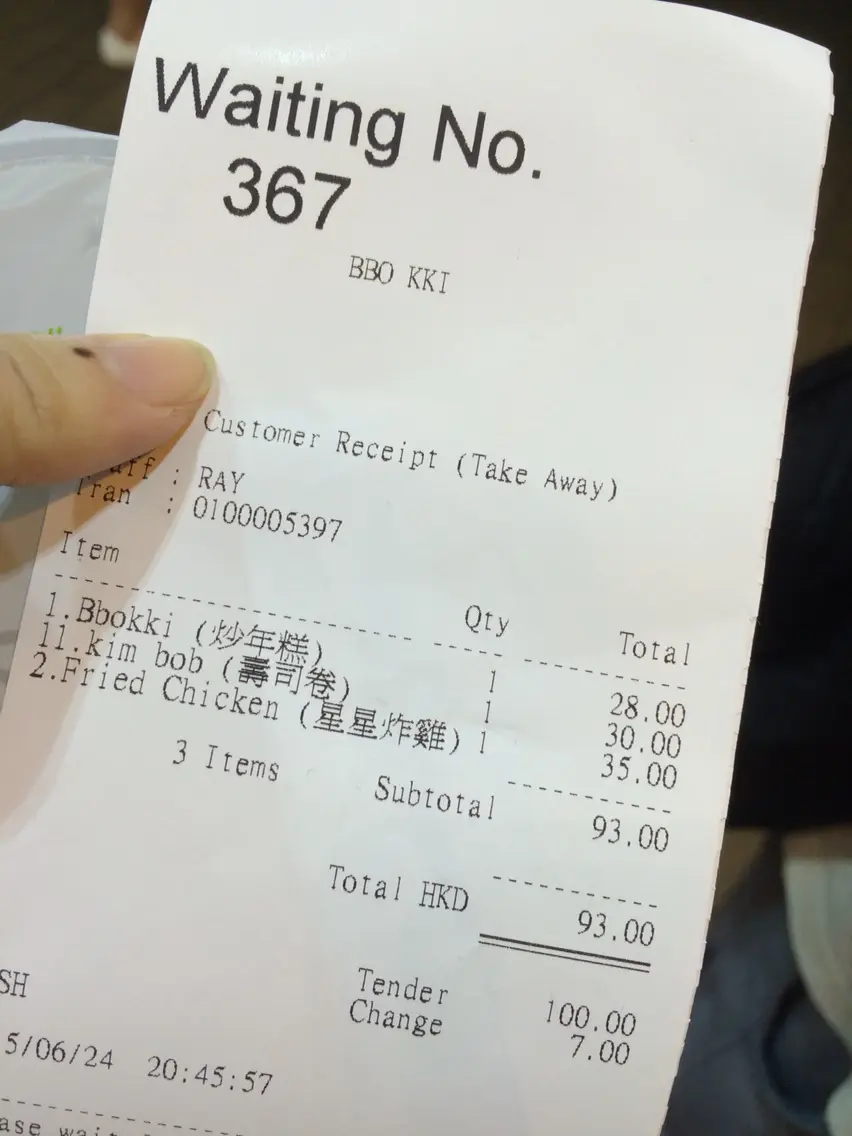 Waiting No.
367
BBO KKI
Customer Receipt (Take Away)
: RAY
Tran : 0100005397
Item Qty Total
1.Bbokki (炒年糕) 1 28.00
11.kim bob (壽司卷) 1 30.00
2.Fried Chicken (星星炸雞) 1 35.00
3 Items Subtotal 93.00
Total HKD 93.00
SH Tender 100.00
Change 7.00
5/06/24 20:45:57